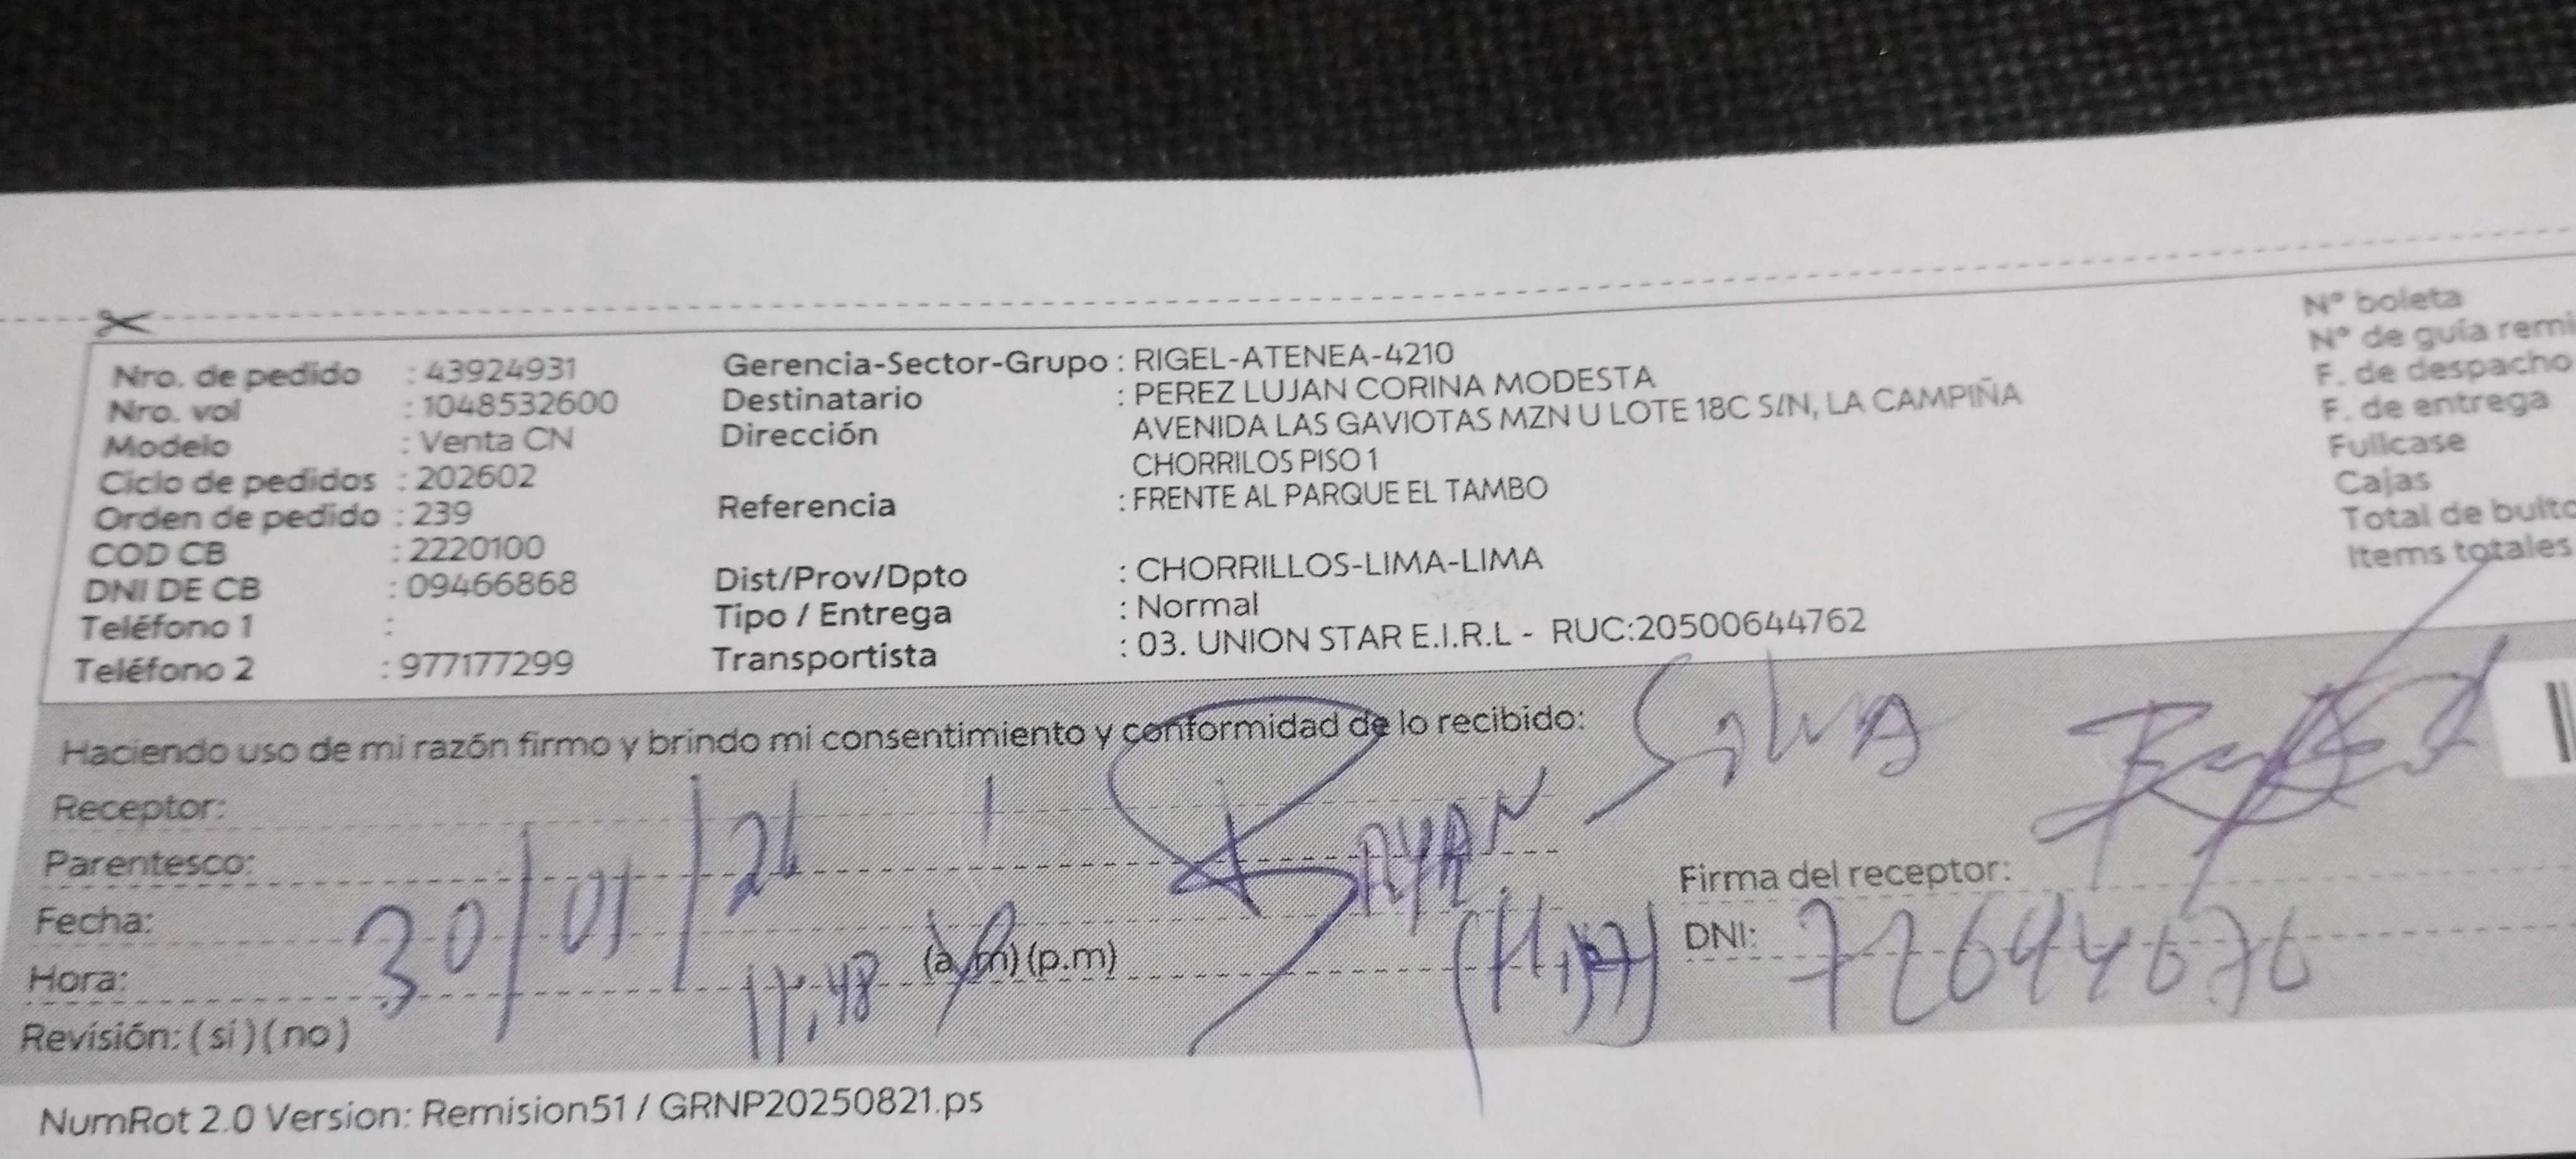 Nro. de pedido : 43924931
Nro. vol : 1048532600
Modelo : Venta CN
Ciclo de pedidos : 202602
Orden de pedido : 239
COD CB : 2220100
DNI DE CB : 09466868
Teléfono 1 :
Teléfono 2 : 977177299
Gerencia-Sector-Grupo : RIGEL-ATENEA-4210
Destinatario : PEREZ LUJAN CORINA MODESTA
Dirección AVENIDA LAS GAVIOTAS MZN U LOTE 18C S/N, LA CAMPIÑA
CHORRILOS PISO 1
Referencia : FRENTE AL PARQUE EL TAMBO
Dist/Prov/Dpto : CHORRILLOS-LIMA-LIMA
Tipo / Entrega : Normal
Transportista : 03. UNION STAR E.I.R.L - RUC:20500644762
N° boleta
N° de guía remi
F. de despacho
F. de entrega
Fullcase
Cajas
Total de bulto
Items totales
Haciendo uso de mi razón firmo y brindo mi consentimiento y conformidad de lo recibido: Silva
Receptor:
BRYAN
Parentesco:
Fecha: 30/01/26
Hora: 11:48 (a.m) (p.m)
Revisión: (si) (no)
Firma del receptor:
DNI: 72644676
NumRot 2.0 Version: Remision51 / GRNP20250821.ps